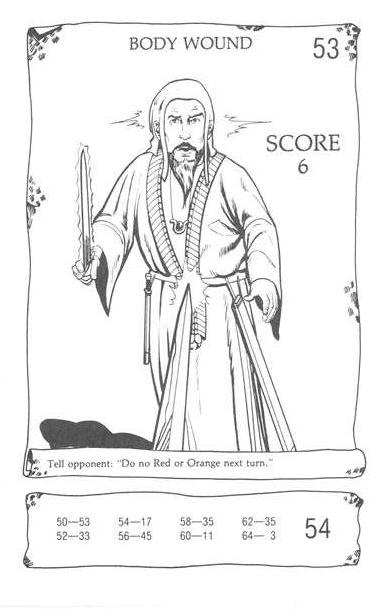 BODY WOUND
53
SCORE
6
Tell opponent: "Do no Red or Orange next turn."
50—53 54—17 58—35 62—35
52—33 56—45 60—11 64— 3
54